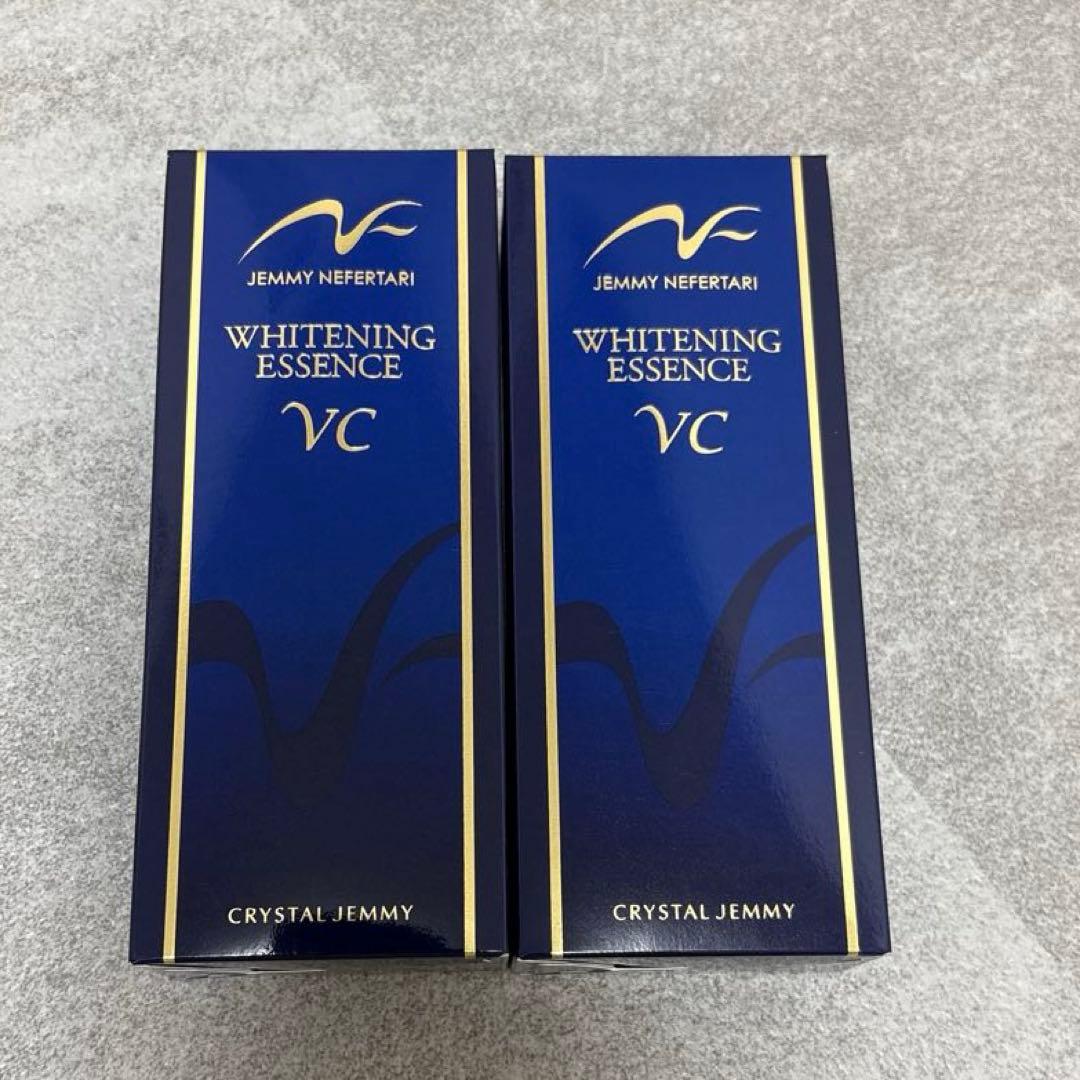 JEMMY NEFERTARI
WHITENING
ESSENCE
VC
CRYSTAL JEMMY
JEMMY NEFERTARI
WHITENING
ESSENCE
VC
CRYSTAL JEMMY